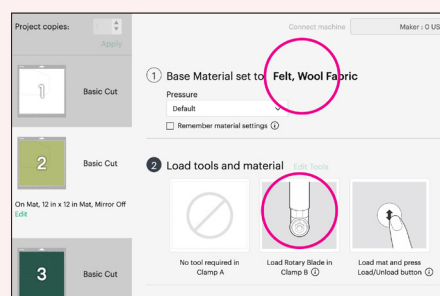 Project copies:
Apply
Connect machine
Maker : 0 US
1
Basic Cut
1 Base Material set to Felt, Wool Fabric
Pressure
Default
Remember material settings
2
Basic Cut
On Mat, 12 in x 12 in Mat, Mirror Off
Edit
2 Load tools and material Edit Tools
No tool required in
Clamp A
Load Rotary Blade in
Clamp B
Load mat and press
Load/Unload button
3
Basic Cut